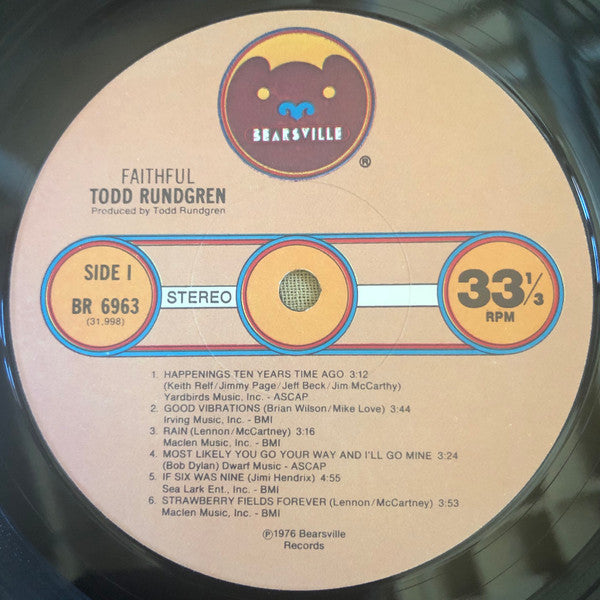 BEARSVILLE
®
FAITHFUL
TODD RUNDGREN
Produced by Todd Rundgren
SIDE I
BR 6963
(31,998)
STEREO
33 1/3
RPM
1. HAPPENINGS TEN YEARS TIME AGO 3:12
(Keith Relf/Jimmy Page/Jeff Beck/Jim McCarthy)
Yardbirds Music, Inc. - ASCAP
2. GOOD VIBRATIONS (Brian Wilson/Mike Love) 3:44
Irving Music, Inc. - BMI
3. RAIN (Lennon/McCartney) 3:16
Maclen Music, Inc. - BMI
4. MOST LIKELY YOU GO YOUR WAY AND I'LL GO MINE 3:24
(Bob Dylan) Dwarf Music - ASCAP
5. IF SIX WAS NINE (Jimi Hendrix) 4:55
Sea Lark Ent., Inc. - BMI
6. STRAWBERRY FIELDS FOREVER (Lennon/McCartney) 3:53
Maclen Music, Inc. - BMI
℗1976 Bearsville
Records